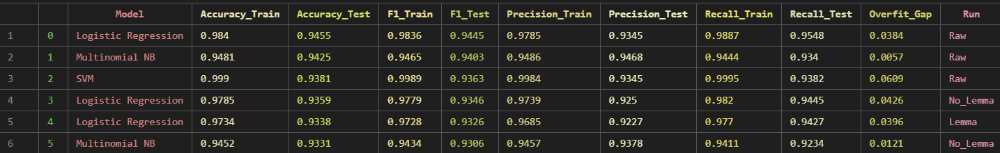 Model Accuracy_Train Accuracy_Test F1_Train F1_Test Precision_Train Precision_Test Recall_Train Recall_Test Overfit_Gap Run
1 0 Logistic Regression 0.984 0.9455 0.9836 0.9445 0.9785 0.9345 0.9887 0.9548 0.0384 Raw
2 1 Multinomial NB 0.9481 0.9425 0.9465 0.9403 0.9486 0.9468 0.9444 0.934 0.0057 Raw
3 2 SVM 0.999 0.9381 0.9989 0.9363 0.9984 0.9345 0.9995 0.9382 0.0609 Raw
4 3 Logistic Regression 0.9785 0.9359 0.9779 0.9346 0.9739 0.925 0.982 0.9445 0.0426 No_Lemma
5 4 Logistic Regression 0.9734 0.9338 0.9728 0.9326 0.9685 0.9227 0.977 0.9427 0.0396 Lemma
6 5 Multinomial NB 0.9452 0.9331 0.9434 0.9306 0.9457 0.9378 0.9411 0.9234 0.0121 No_Lemma